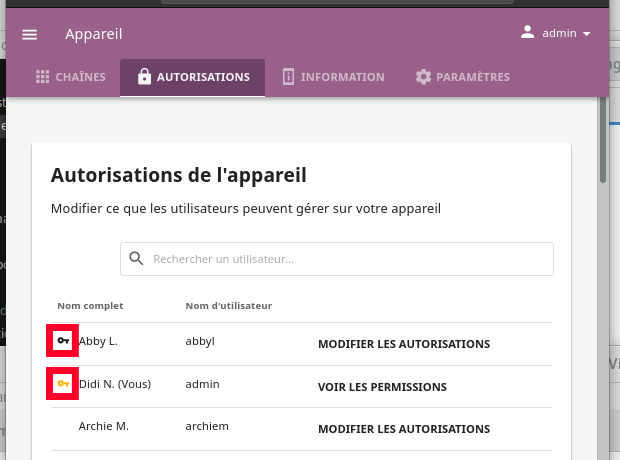 Appareil
admin
CHAÎNES
AUTORISATIONS
INFORMATION
PARAMÈTRES
Autorisations de l'appareil
Modifier ce que les utilisateurs peuvent gérer sur votre appareil
Rechercher un utilisateur...
Nom complet Nom d'utilisateur
Abby L. abbyl MODIFIER LES AUTORISATIONS
Didi N. (Vous) admin VOIR LES PERMISSIONS
Archie M. archiem MODIFIER LES AUTORISATIONS